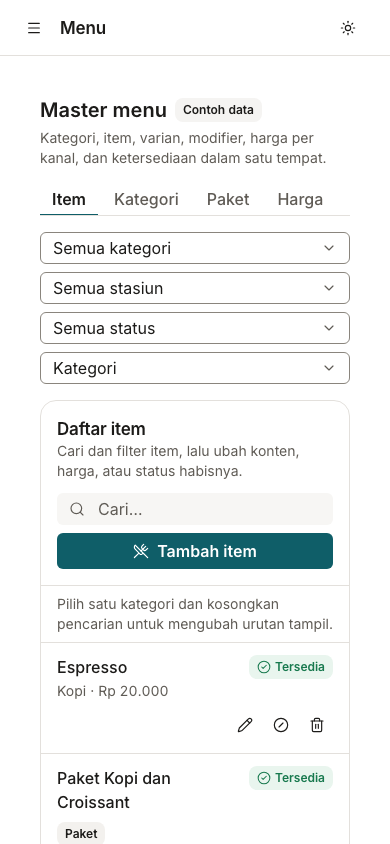 Menu
Master menu
Contoh data
Kategori, item, varian, modifier, harga per
kanal, dan ketersediaan dalam satu tempat.
Item
Kategori
Paket
Harga
Semua kategori
Semua stasiun
Semua status
Kategori
Daftar item
Cari dan filter item, lalu ubah konten,
harga, atau status habisnya.
Cari...
Tambah item
Pilih satu kategori dan kosongkan
pencarian untuk mengubah urutan tampil.
Espresso
Tersedia
Kopi · Rp 20.000
Paket Kopi dan
Croissant
Tersedia
Paket